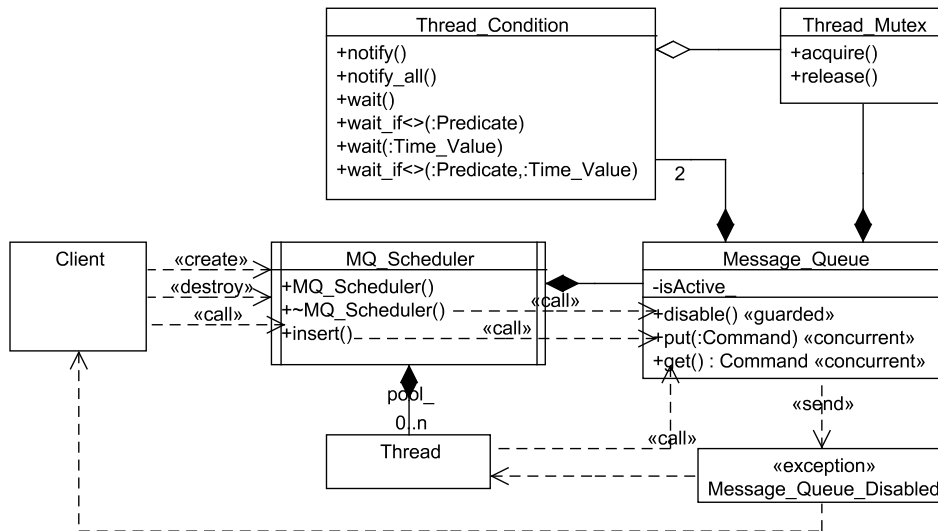 Thread_Condition
+notify()
+notify_all()
+wait()
+wait_if<>(:Predicate)
+wait(:Time_Value)
+wait_if<>(:Predicate,:Time_Value)
Thread_Mutex
+acquire()
+release()
2
Client
«create»
«destroy»
«call»
MQ_Scheduler
+MQ_Scheduler()
+~MQ_Scheduler()
+insert()
«call»
«call»
Message_Queue
-isActive_
+disable() «guarded»
+put(:Command) «concurrent»
+get() : Command «concurrent»
pool_
0..n
Thread
«call»
«send»
«exception»
Message_Queue_Disabled